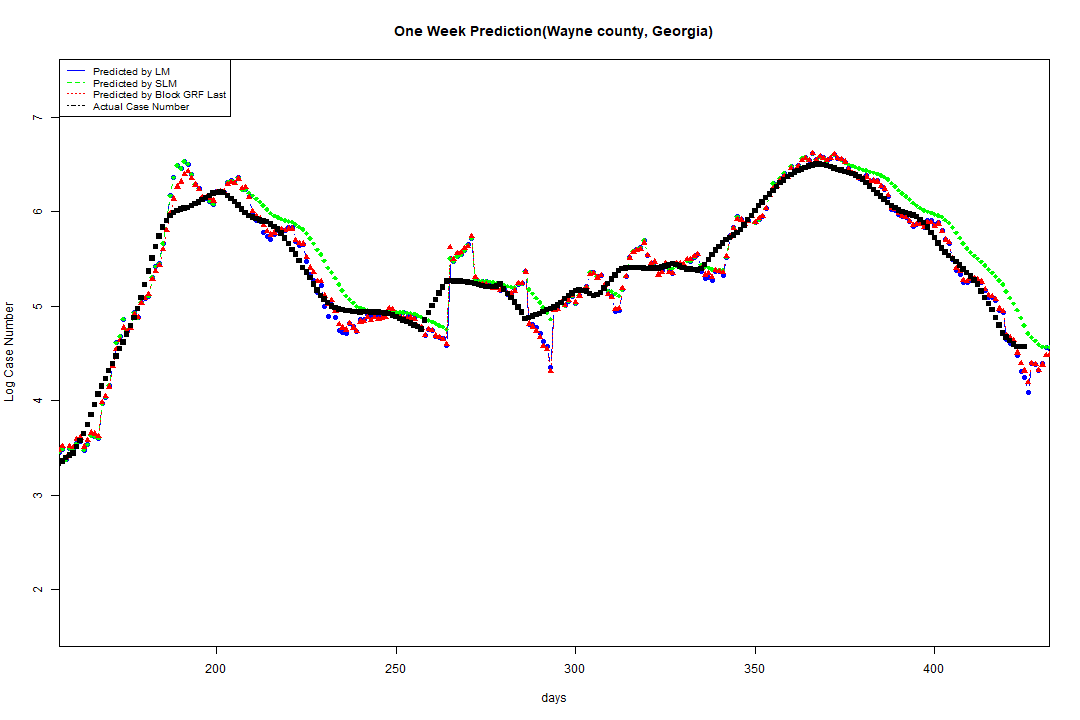 One Week Prediction(Wayne county, Georgia)
Predicted by LM
Predicted by SLM
Predicted by Block GRF Last
Actual Case Number
7
6
5
4
3
2
Log Case Number
200 250 300 350 400
days